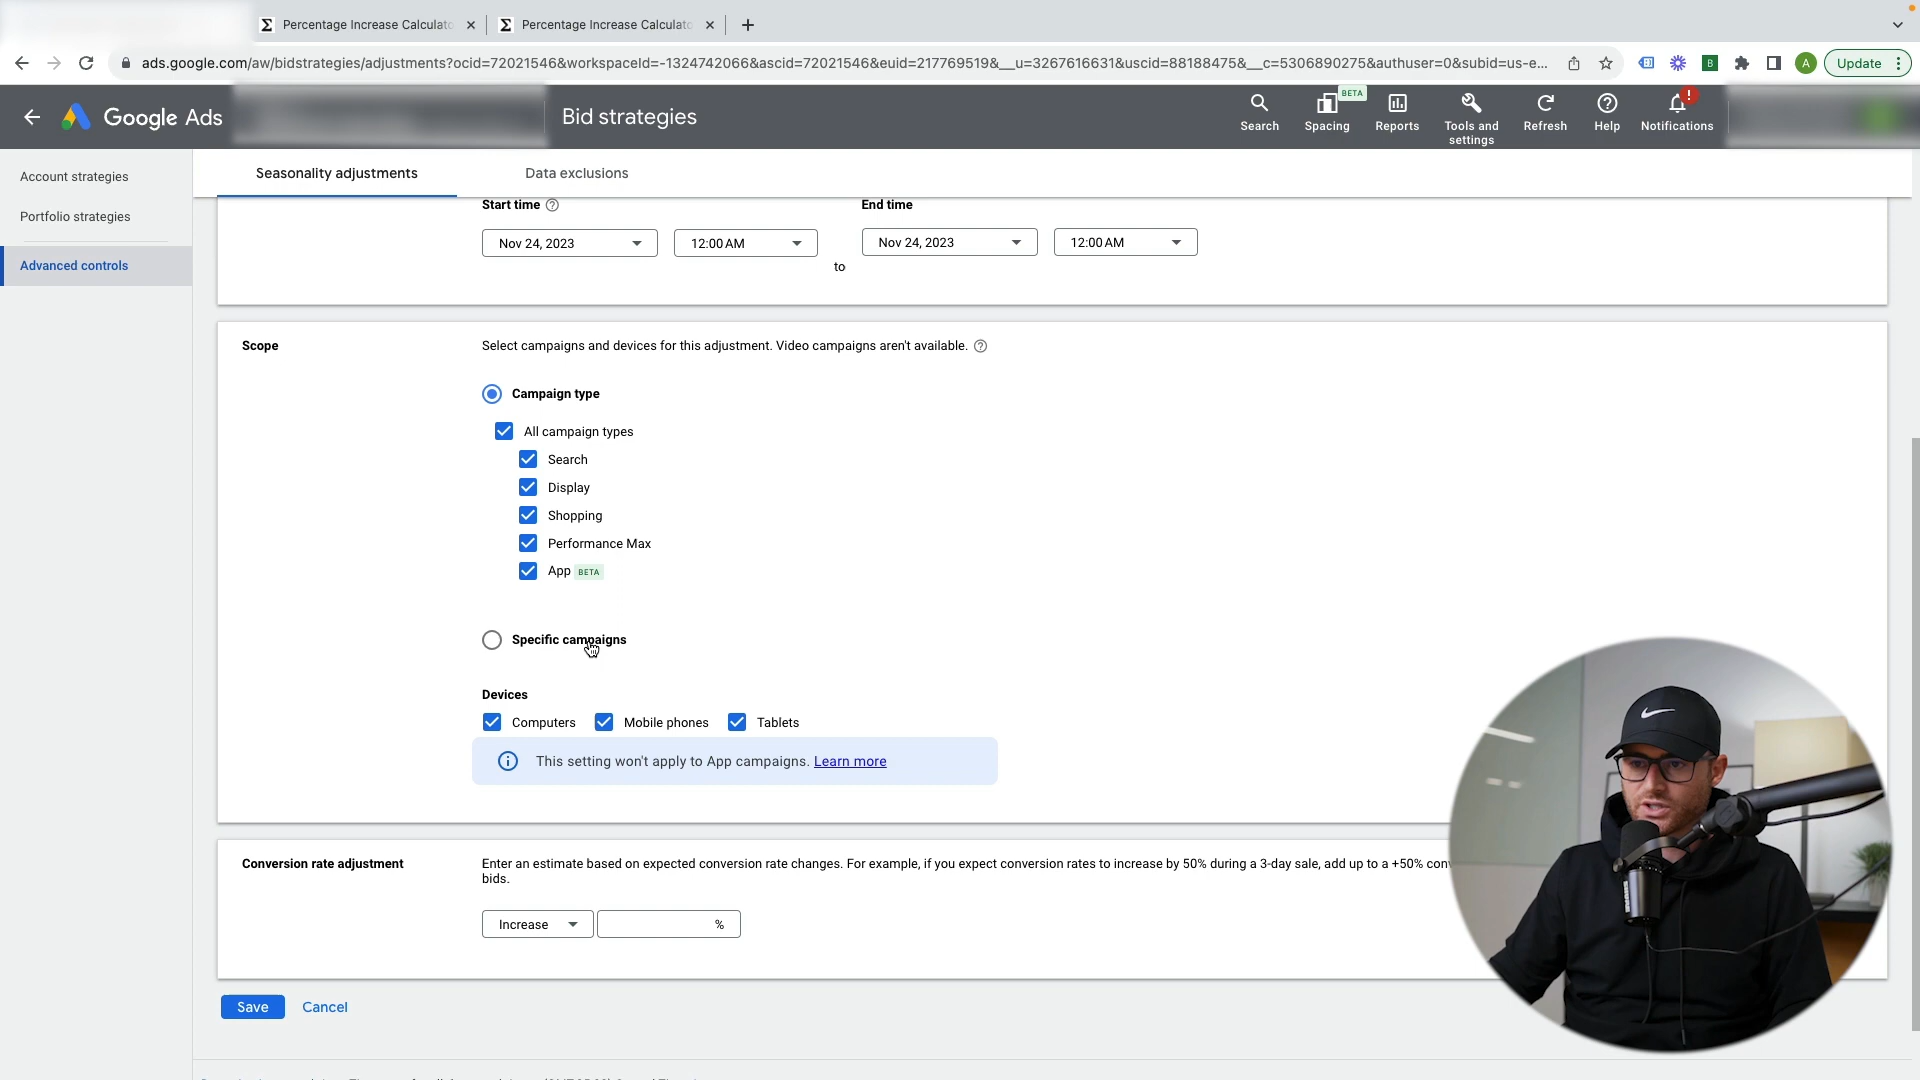 Percentage Increase Calculato
Percentage Increase Calculato
ads.google.com/aw/bidstrategies/adjustments?ocid=72021546&workspaceId=-1324742066&ascid=72021546&euid=217769519&__u=3267616631&uscid=88188475&__c=5306890275&authuser=0&subid=us-e...
B
A
Update
Google Ads
Bid strategies
Search
BETA
Spacing
Reports
Tools and
settings
Refresh
Help
!
Notifications
Account strategies
Portfolio strategies
Advanced controls
Seasonality adjustments
Data exclusions
Start time
End time
Nov 24, 2023
12:00 AM
to
Nov 24, 2023
12:00 AM
Scope
Select campaigns and devices for this adjustment. Video campaigns aren't available.
Campaign type
All campaign types
Search
Display
Shopping
Performance Max
App BETA
Specific campaigns
Devices
Computers
Mobile phones
Tablets
This setting won't apply to App campaigns. Learn more
Conversion rate adjustment
Enter an estimate based on expected conversion rate changes. For example, if you expect conversion rates to increase by 50% during a 3-day sale, add up to a +50% conv
bids.
Increase
%
Save
Cancel